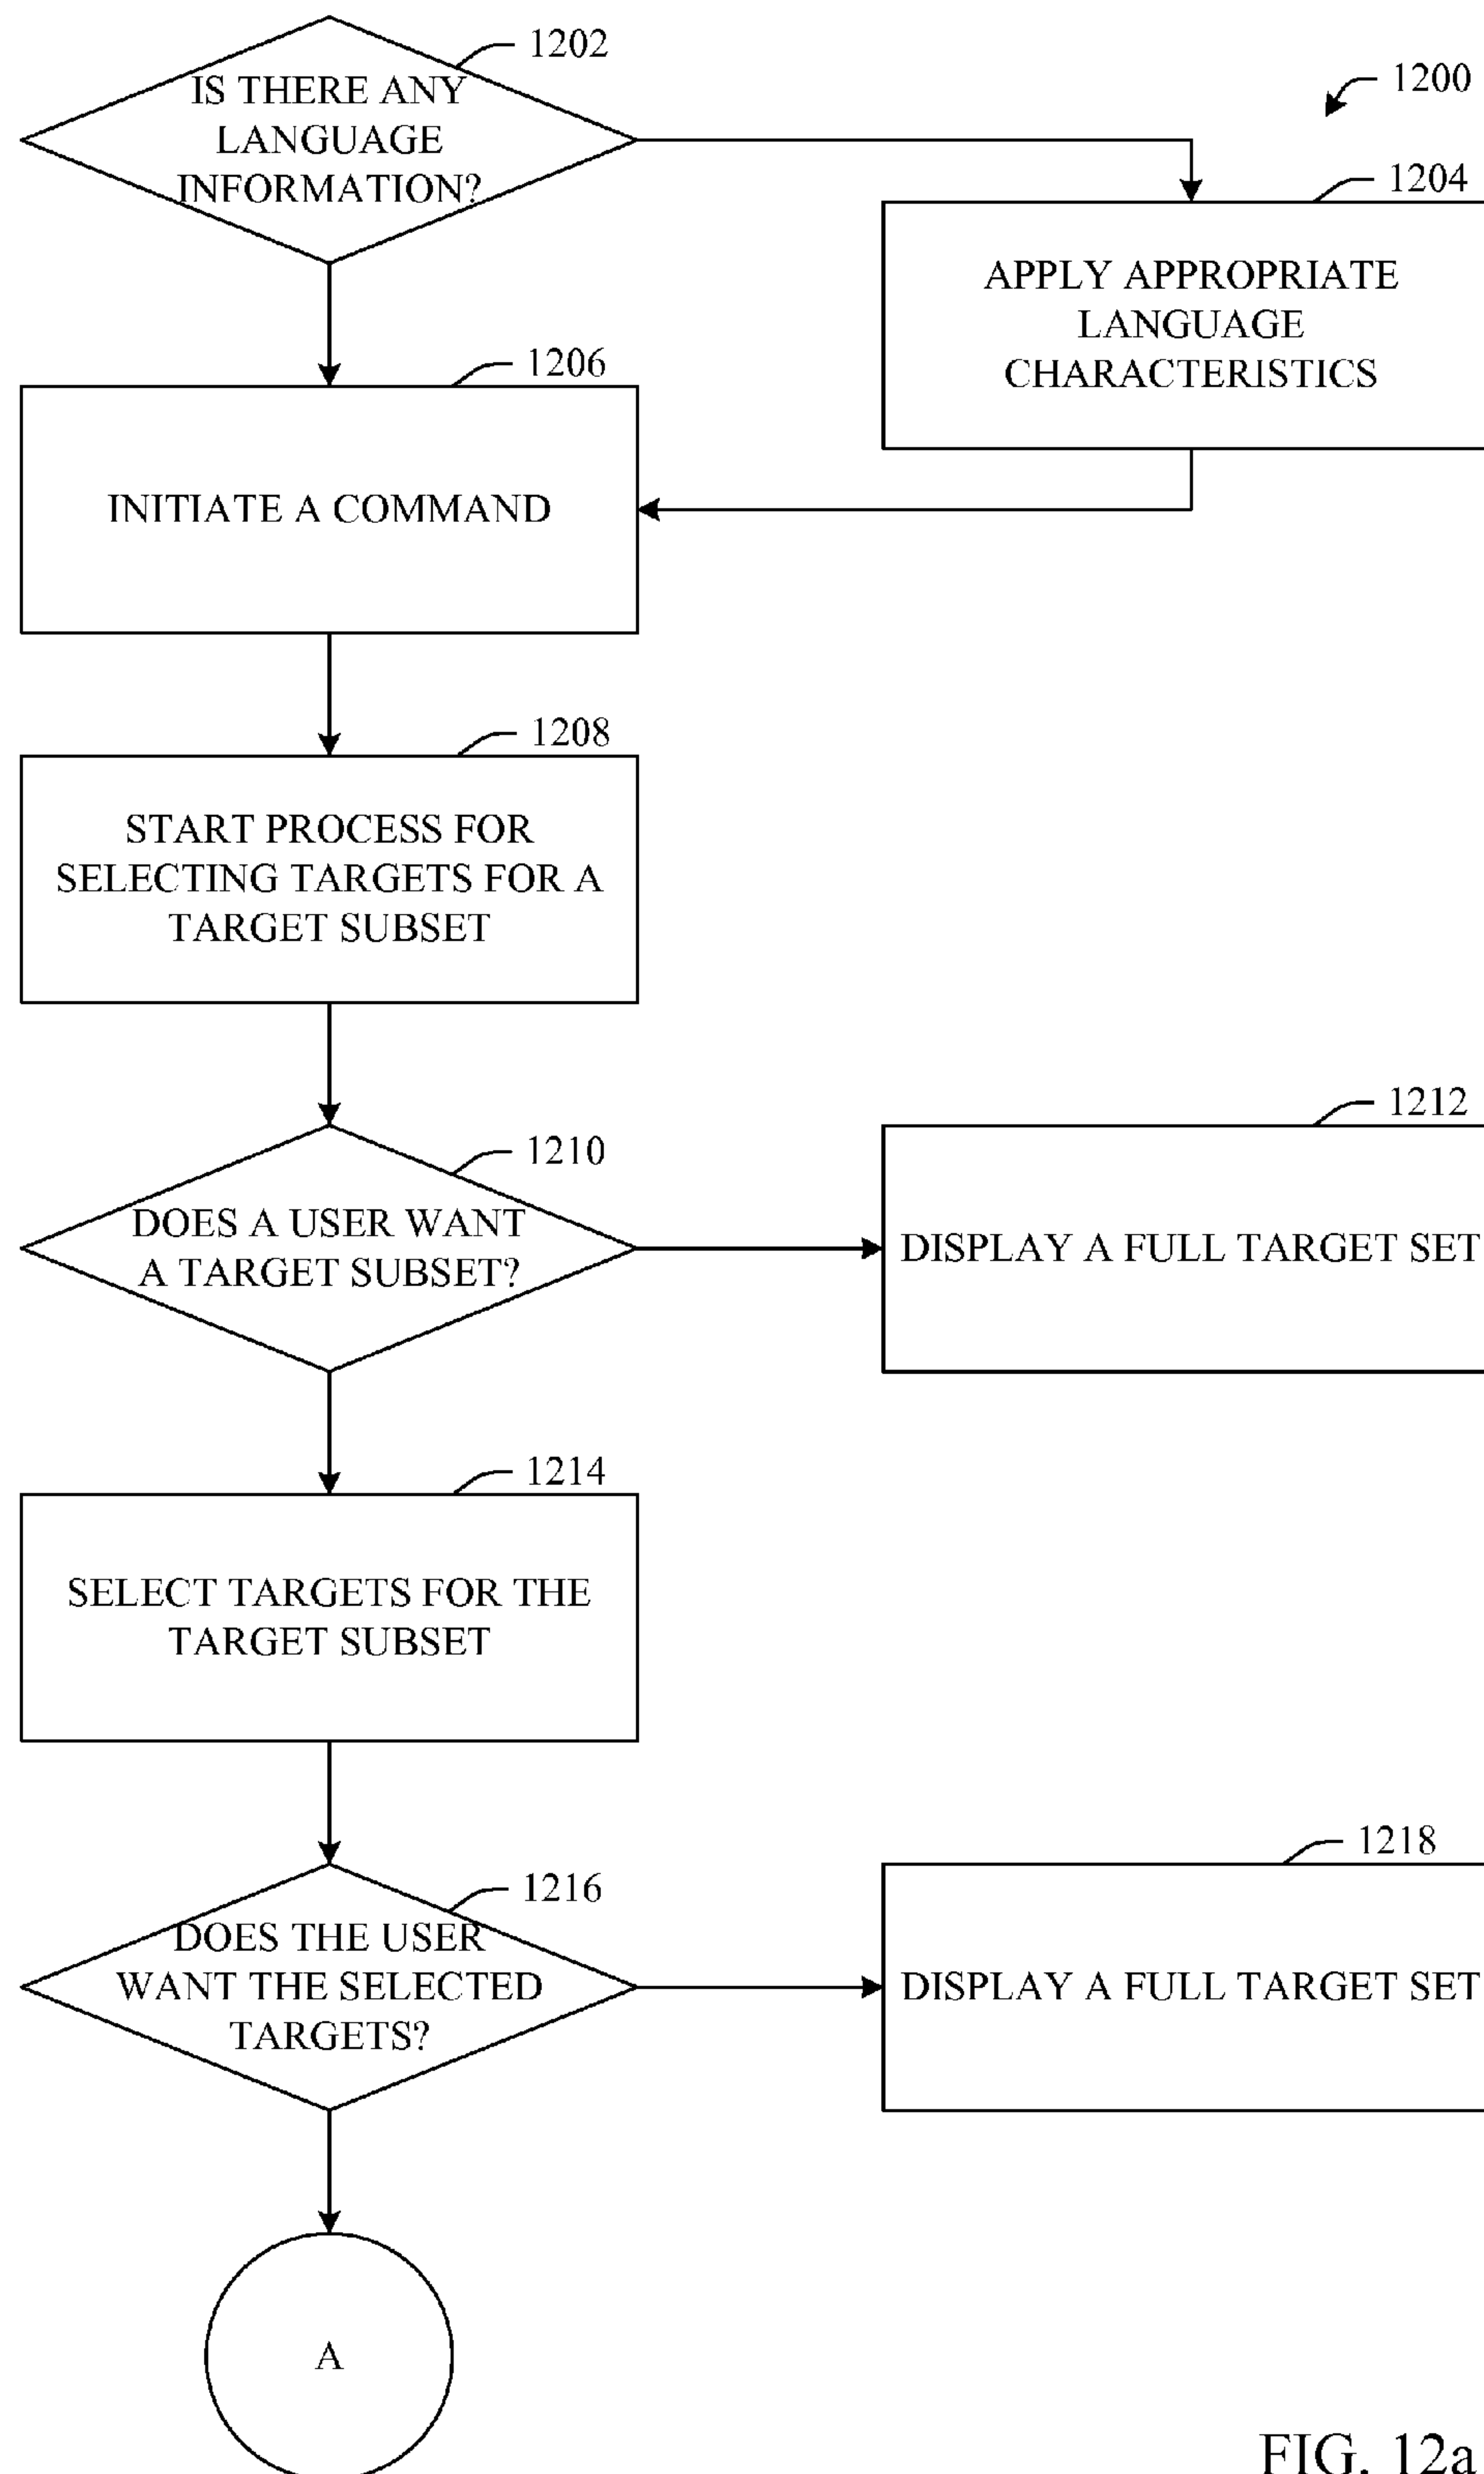 1202
IS THERE ANY
LANGUAGE
INFORMATION?
1200
1204
APPLY APPROPRIATE
LANGUAGE
CHARACTERISTICS
1206
INITIATE A COMMAND
1208
START PROCESS FOR
SELECTING TARGETS FOR A
TARGET SUBSET
1210
DOES A USER WANT
A TARGET SUBSET?
1212
DISPLAY A FULL TARGET SET
1214
SELECT TARGETS FOR THE
TARGET SUBSET
1216
DOES THE USER
WANT THE SELECTED
TARGETS?
1218
DISPLAY A FULL TARGET SET
A
FIG. 12a